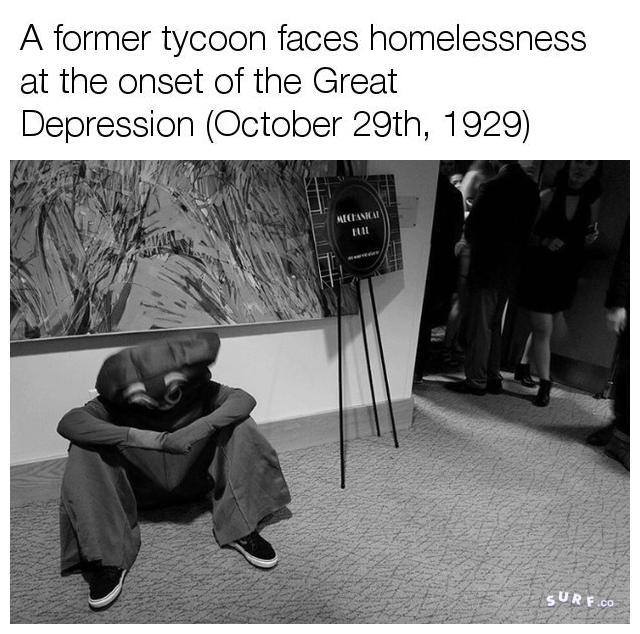 A former tycoon faces homelessness
at the onset of the Great
Depression (October 29th, 1929)
MECHANICAL
BULL
SURF.co